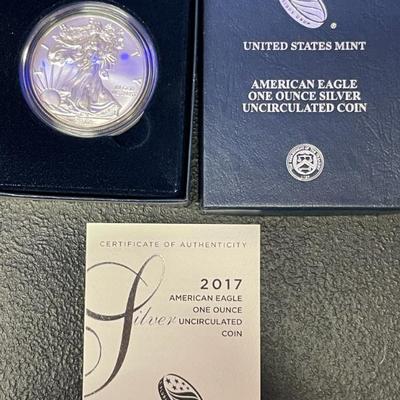 UNITED STATES MINT
AMERICAN EAGLE
ONE OUNCE SILVER
UNCIRCULATED COIN
CERTIFICATE OF AUTHENTICITY
2017
AMERICAN EAGLE
ONE OUNCE
Silver UNCIRCULATED
COIN